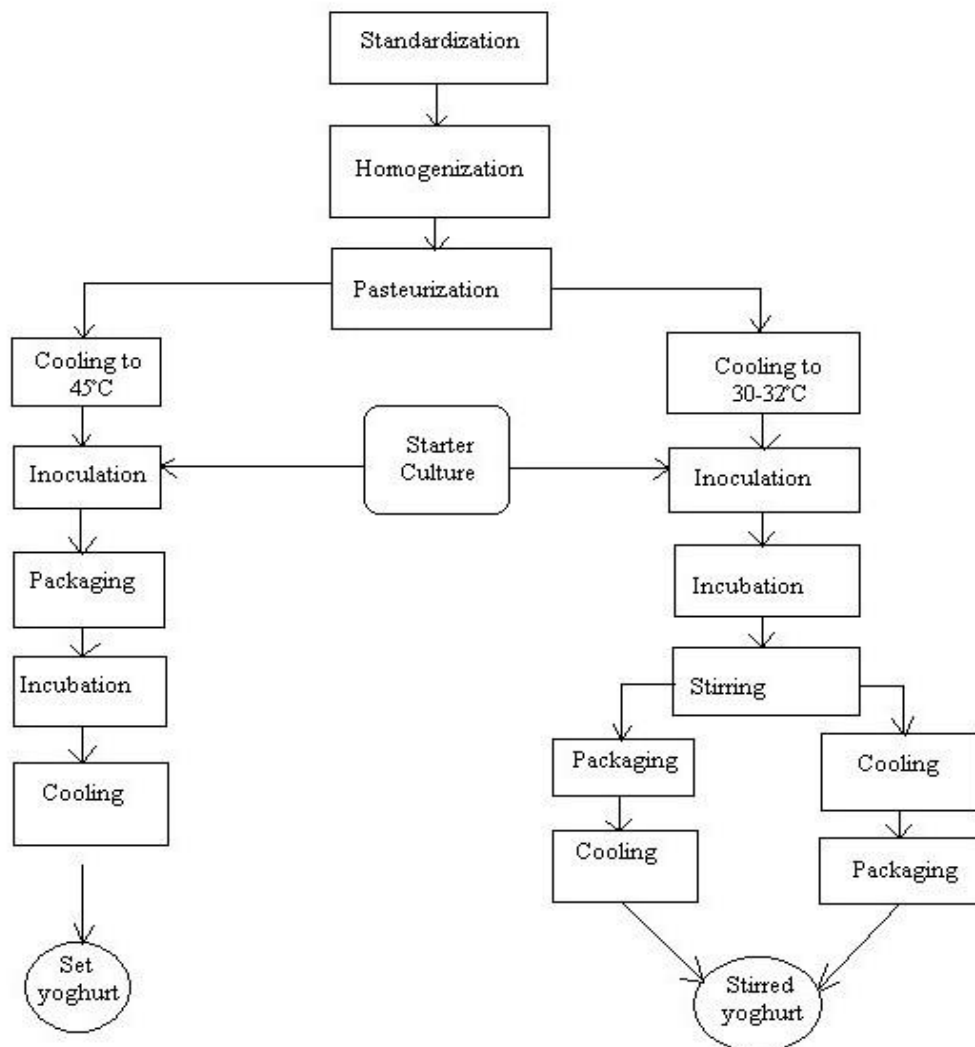 Standardization
Homogenization
Pasteurization
Cooling to
45°C
Cooling to
30-32°C
Starter
Culture
Inoculation
Inoculation
Packaging
Incubation
Incubation
Stirring
Cooling
Packaging
Cooling
Cooling
Packaging
Set
yoghurt
Stirred
yoghurt